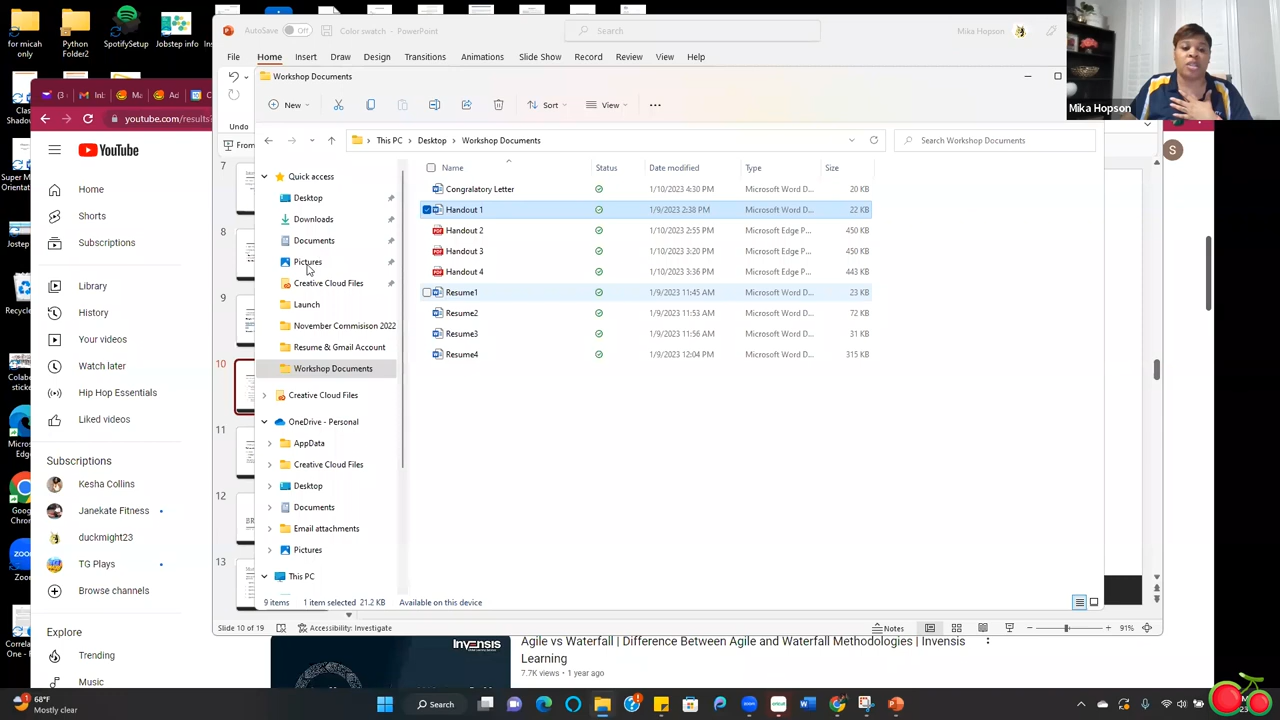 for micah
only
Python
Folder2
SpotifySetup
Jobstep info
AutoSave
Off
Color swatch - PowerPoint
Search
Mika Hopson
File
Home
Insert
Draw
Design
Transitions
Animations
Slide Show
Record
Review
View
Help
Workshop Documents
New
Sort
View
Mika Hopson
Undo
This PC
Desktop
Workshop Documents
Search Workshop Documents
youtube.com/results?
YouTube
Home
Shorts
Subscriptions
Library
History
Your videos
Watch later
Hip Hop Essentials
Liked videos
Subscriptions
Kesha Collins
Janekate Fitness
duckmight23
TG Plays
Browse channels
Explore
Trending
Music
7
8
9
10
11
12
13
Quick access
Desktop
Downloads
Documents
Pictures
Creative Cloud Files
Launch
November Commisison 2022
Resume & Gmail Account
Workshop Documents
Creative Cloud Files
OneDrive - Personal
AppData
Creative Cloud Files
Desktop
Documents
Email attachments
Pictures
This PC
Name Status Date modified Type Size
Congralatory Letter 1/10/2023 4:30 PM Microsoft Word D... 20 KB
Handout 1 1/9/2023 2:38 PM Microsoft Word D... 22 KB
Handout 2 1/10/2023 2:55 PM Microsoft Edge P... 450 KB
Handout 3 1/10/2023 3:20 PM Microsoft Edge P... 450 KB
Handout 4 1/10/2023 3:36 PM Microsoft Edge P... 443 KB
Resume1 1/9/2023 11:45 AM Microsoft Word D... 23 KB
Resume2 1/9/2023 11:53 AM Microsoft Word D... 72 KB
Resume3 1/9/2023 11:56 AM Microsoft Word D... 31 KB
Resume4 1/9/2023 12:04 PM Microsoft Word D... 315 KB
S
9 items 1 item selected 21.2 KB Available on this device
Slide 10 of 19
Accessibility: Investigate
Notes
91%
Invensis
Agile vs Waterfall | Difference Between Agile and Waterfall Methodologies | Invensis
Learning
7.7K views • 1 year ago
68°F
Mostly clear
Search